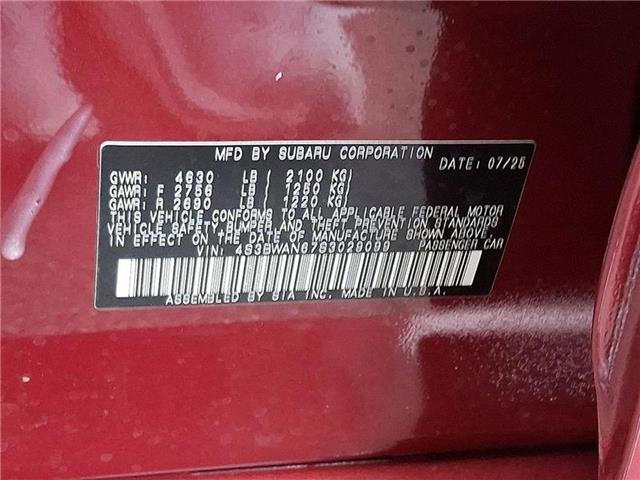 MFD BY SUBARU CORPORATION DATE: 07/25
GVWR: 4630 LB ( 2100 KG)
GAWR: F 2756 LB ( 1250 KG)
GAWR: R 2690 LB ( 1220 KG)
THIS VEHICLE CONFORMS TO ALL APPLICABLE FEDERAL MOTOR
VEHICLE SAFETY, BUMPER, AND THEFT PREVENTION STANDARDS
IN EFFECT ON THE DATE OF MANUFACTURE SHOWN ABOVE.
VIN: 4S3BWAN67S3029099 PASSENGER CAR
ASSEMBLED BY SIA INC. MADE IN U.S.A.